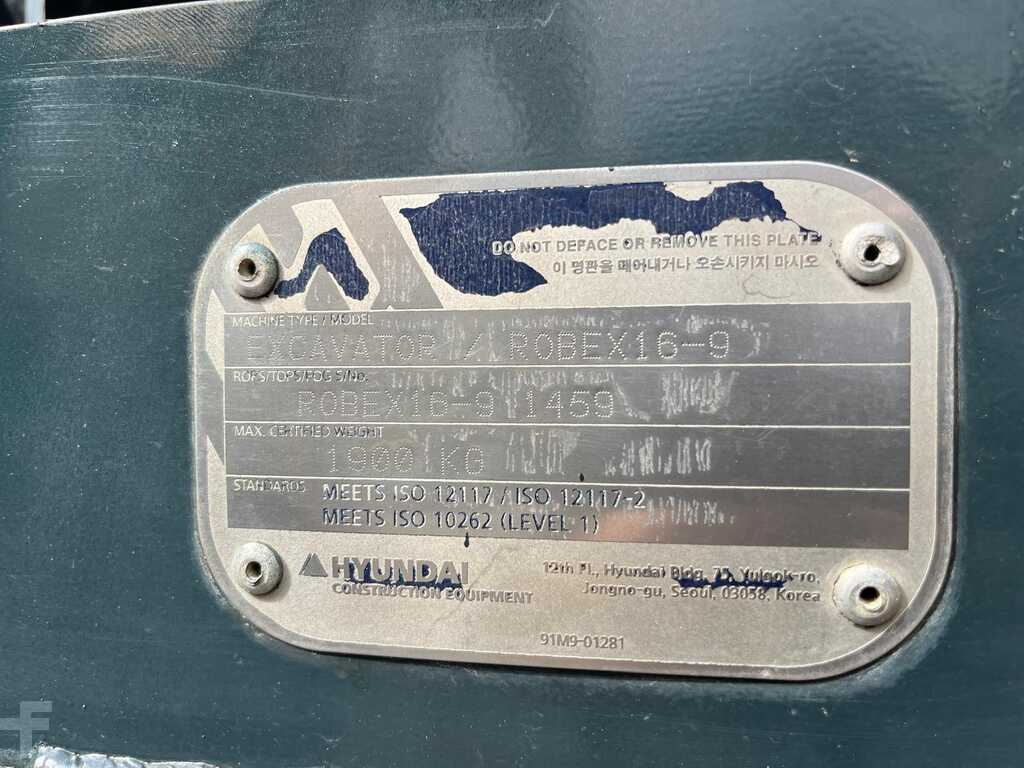 DO NOT DEFACE OR REMOVE THIS PLATE
이 명판을 떼어내거나 오손시키지 마시오
MACHINE TYPE / MODEL
EXCAVATOR / ROBEX16-9
ROPS/TOPS/FOG S/No.
ROBEX16-9 1459
MAX. CERTIFIED WEIGHT
1900 KG
STANDARDS
MEETS ISO 12117 / ISO 12117-2
MEETS ISO 10262 (LEVEL 1)
HYUNDAI
CONSTRUCTION EQUIPMENT
12th Fl., Hyundai Bldg. 75, Yulgok-ro,
Jongno-gu, Seoul, 03058, Korea
91M9-01281
F